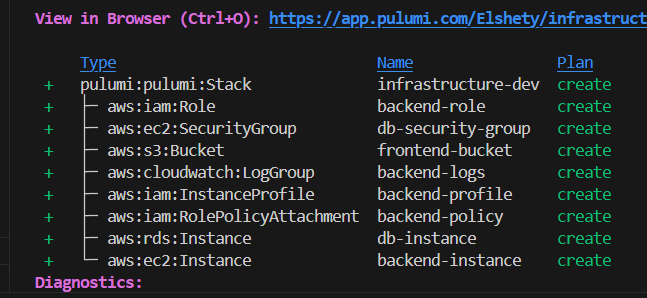 View in Browser (Ctrl+O): https://app.pulumi.com/Elshety/infrastruct
Type Name Plan
+ pulumi:pulumi:Stack infrastructure-dev create
+ ├─ aws:iam:Role backend-role create
+ ├─ aws:ec2:SecurityGroup db-security-group create
+ ├─ aws:s3:Bucket frontend-bucket create
+ ├─ aws:cloudwatch:LogGroup backend-logs create
+ ├─ aws:iam:InstanceProfile backend-profile create
+ ├─ aws:iam:RolePolicyAttachment backend-policy create
+ ├─ aws:rds:Instance db-instance create
+ └─ aws:ec2:Instance backend-instance create
Diagnostics: